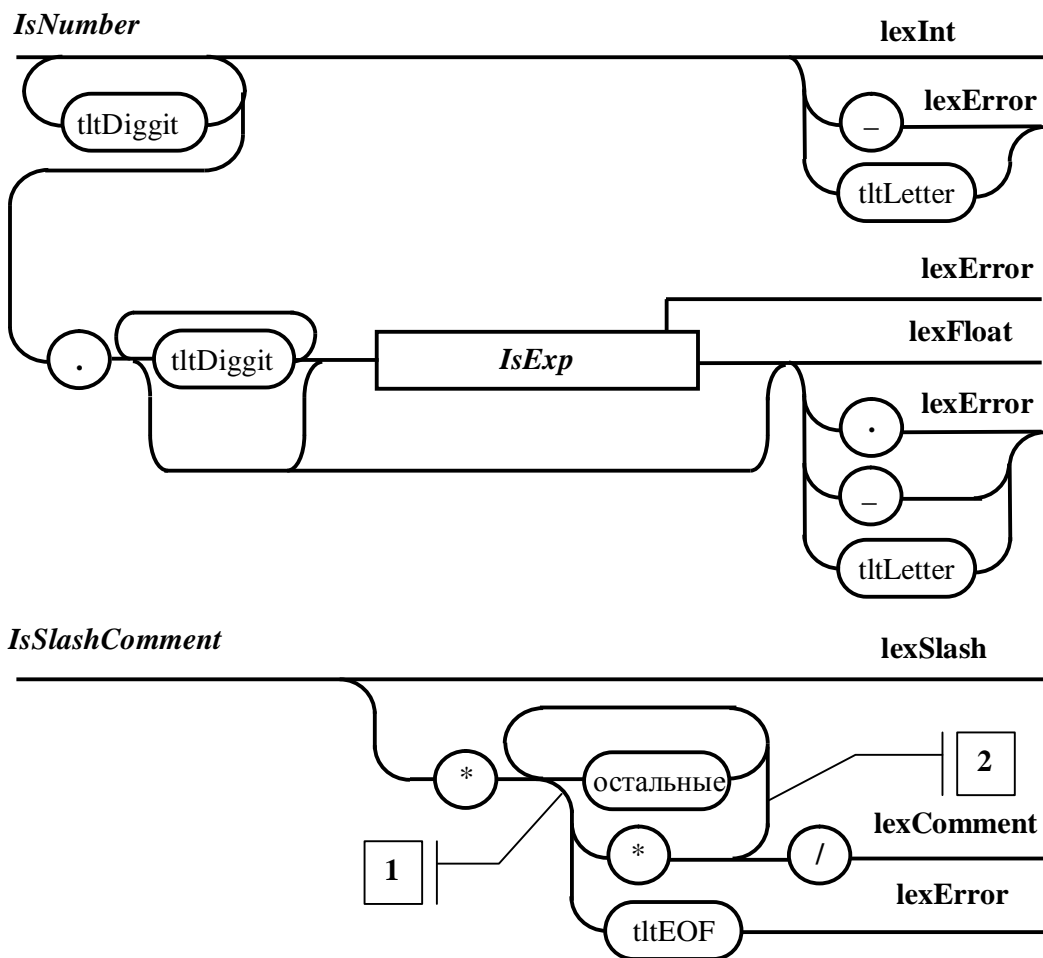 IsNumber
lexInt
lexError
tltDiggit
_
tltLetter
lexError
lexFloat
. tltDiggit IsExp
lexError
.
_
tltLetter
IsSlashComment
lexSlash
* остальные 2
lexComment
1 * /
lexError
tltEOF